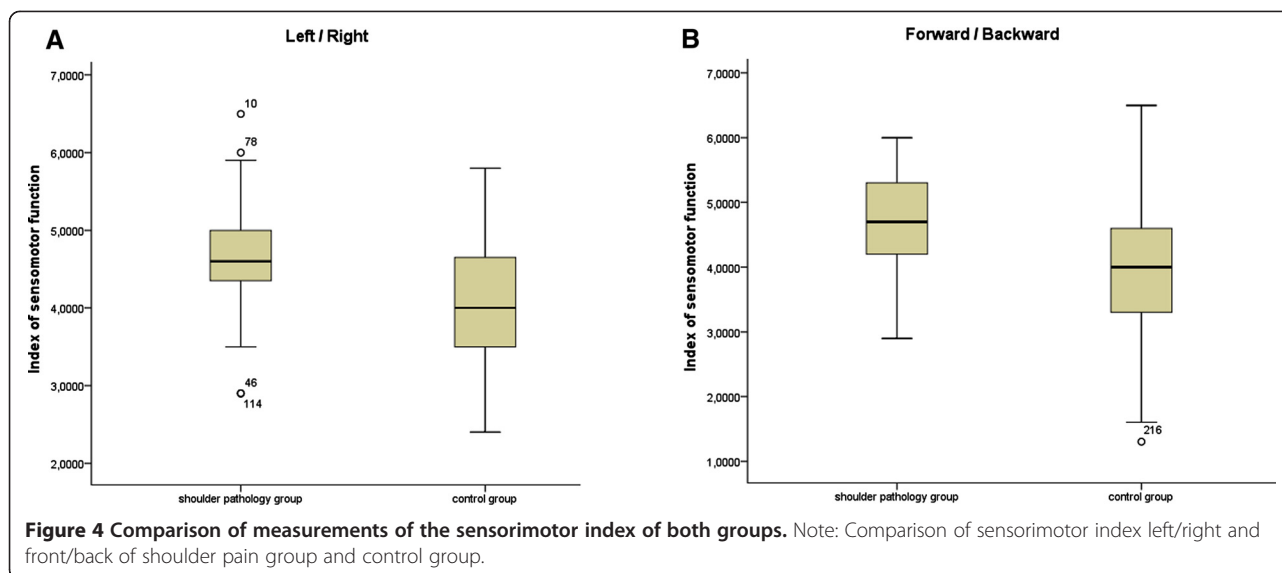 A
Left / Right
Index of sensomotor function
7,0000
6,0000
5,0000
4,0000
3,0000
2,0000
10
78
46
114
shoulder pathology group
control group
B
Forward / Backward
Index of sensomotor function
7,0000
6,0000
5,0000
4,0000
3,0000
2,0000
1,0000
216
shoulder pathology group
control group
Figure 4 Comparison of measurements of the sensorimotor index of both groups. Note: Comparison of sensorimotor index left/right and
front/back of shoulder pain group and control group.